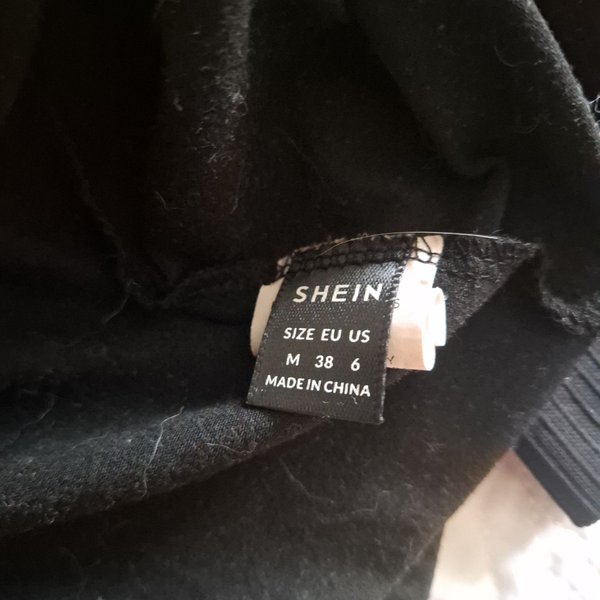 SHEIN
SIZE EU US
M 38 6
MADE IN CHINA